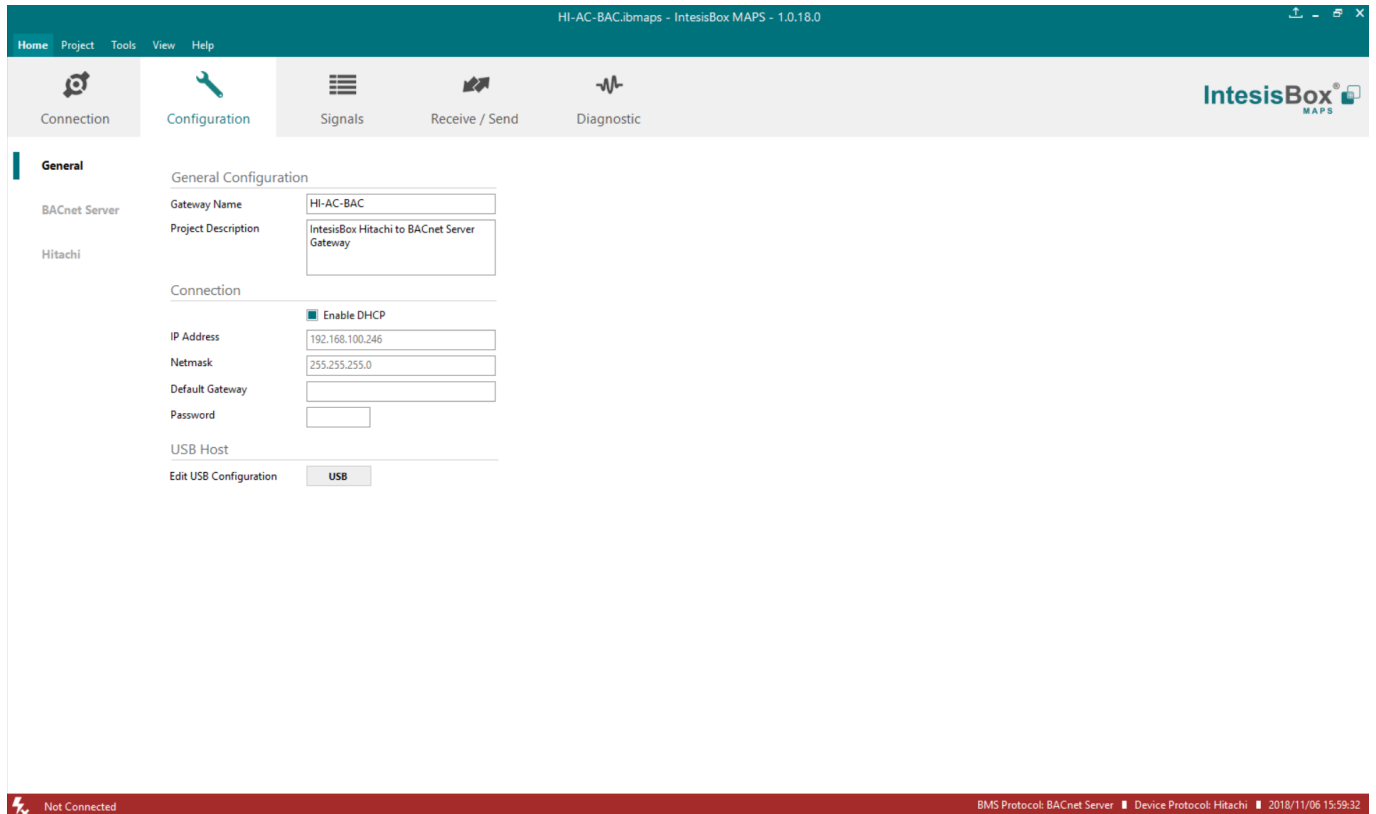 HI-AC-BAC.ibmaps - IntesisBox MAPS - 1.0.18.0
Home Project Tools View Help
Connection Configuration Signals Receive / Send Diagnostic
IntesisBox®
MAPS
General
BACnet Server
Hitachi
General Configuration
Gateway Name HI-AC-BAC
Project Description IntesisBox Hitachi to BACnet Server
Gateway
Connection
Enable DHCP
IP Address 192.168.100.246
Netmask 255.255.255.0
Default Gateway
Password
USB Host
Edit USB Configuration USB
Not Connected BMS Protocol: BACnet Server Device Protocol: Hitachi 2018/11/06 15:59:32